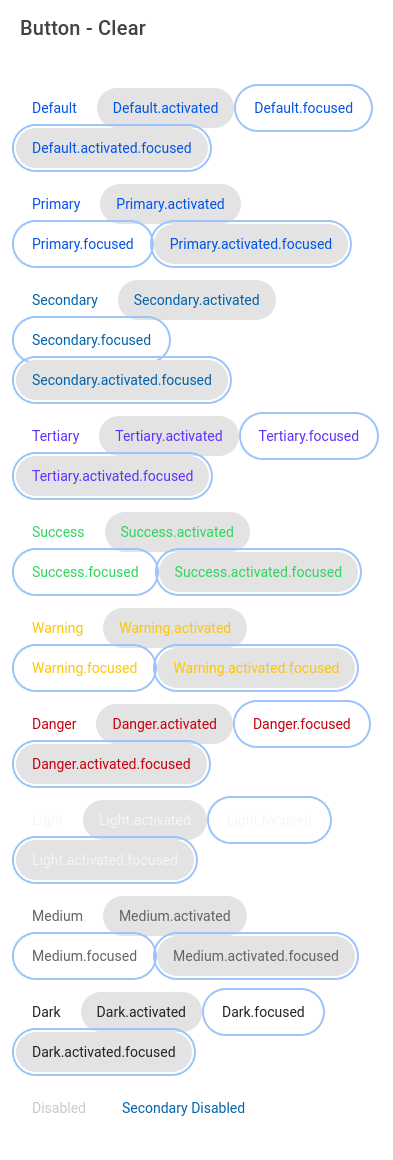 Button - Clear
Default Default.activated Default.focused
Default.activated.focused
Primary Primary.activated
Primary.focused Primary.activated.focused
Secondary Secondary.activated
Secondary.focused
Secondary.activated.focused
Tertiary Tertiary.activated Tertiary.focused
Tertiary.activated.focused
Success Success.activated
Success.focused Success.activated.focused
Warning Warning.activated
Warning.focused Warning.activated.focused
Danger Danger.activated Danger.focused
Danger.activated.focused
Light Light.activated Light.focused
Light.activated.focused
Medium Medium.activated
Medium.focused Medium.activated.focused
Dark Dark.activated Dark.focused
Dark.activated.focused
Disabled Secondary Disabled